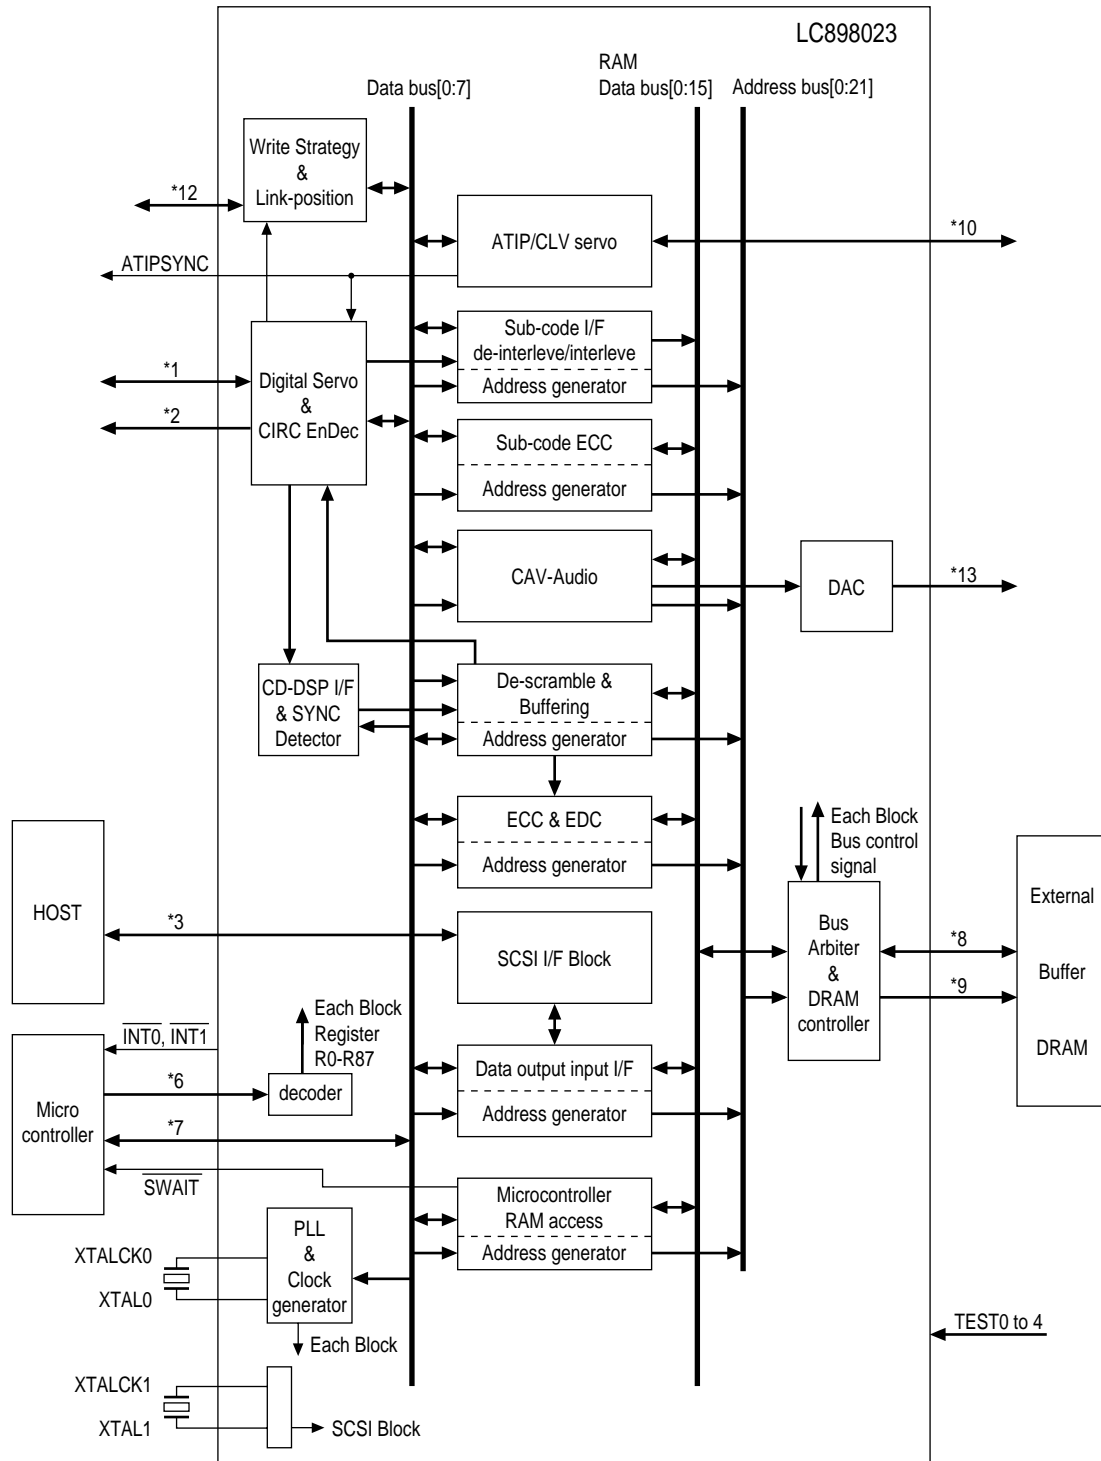 LC898023
RAM
Data bus[0:7]
Data bus[0:15]
Address bus[0:21]
Write Strategy
&
Link-position
*12
ATIP/CLV servo
*10
ATIPSYNC
Sub-code I/F
de-interleve/interleve
Address generator
*1
Digital Servo
&
CIRC EnDec
*2
Sub-code ECC
Address generator
CAV-Audio
DAC
*13
CD-DSP I/F
& SYNC
Detector
De-scramble &
Buffering
Address generator
ECC & EDC
Address generator
Each Block
Bus control
signal
HOST
*3
SCSI I/F Block
Bus
Arbiter
&
DRAM
controller
*8
*9
External
Buffer
DRAM
Each Block
Register
R0-R87
INT0, INT1
*6
decoder
Data output input I/F
Address generator
Micro
controller
*7
SWAIT
Microcontroller
RAM access
Address generator
XTALCK0
XTAL0
PLL
&
Clock
generator
Each Block
TEST0 to 4
XTALCK1
XTAL1
SCSI Block